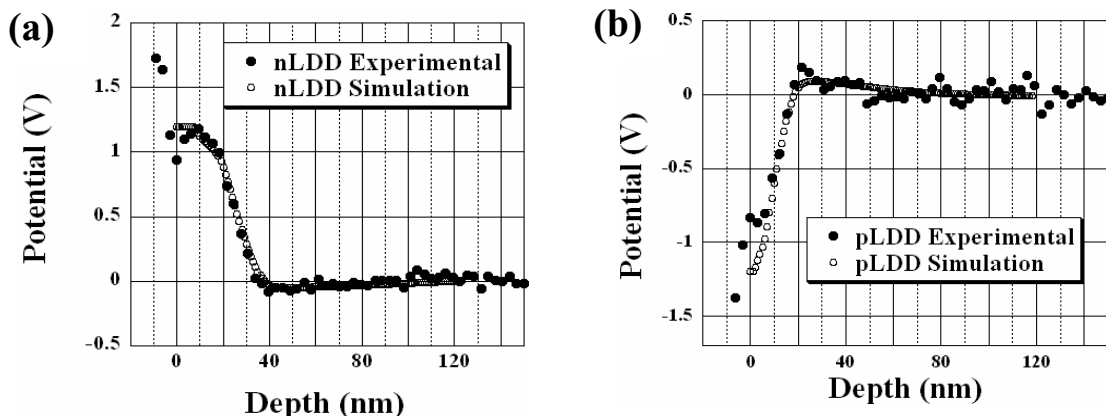 (a)
2
1.5
1
0.5
0
-0.5
Potential (V)
nLDD Experimental
nLDD Simulation
0
40
80
120
Depth (nm)
(b)
0.5
0
-0.5
-1
-1.5
Potential (V)
pLDD Experimental
pLDD Simulation
0
40
80
120
Depth (nm)